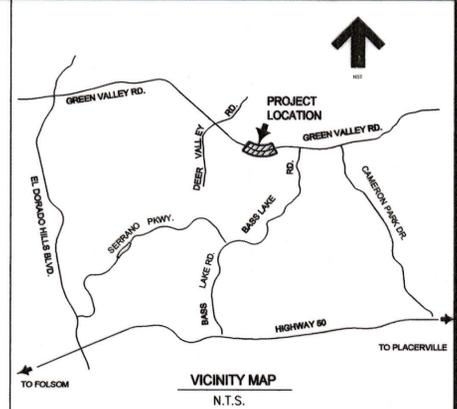 GREEN VALLEY RD.
PROJECT
LOCATION
GREEN VALLEY RD.
DEER VALLEY RD.
EL DORADO HILLS BLVD.
SERRANO PKWY.
BASS LAKE RD.
CAMERON PARK DR.
BASS LAKE RD.
HIGHWAY 50
TO PLACERVILLE
TO FOLSOM
VICINITY MAP
N.T.S.